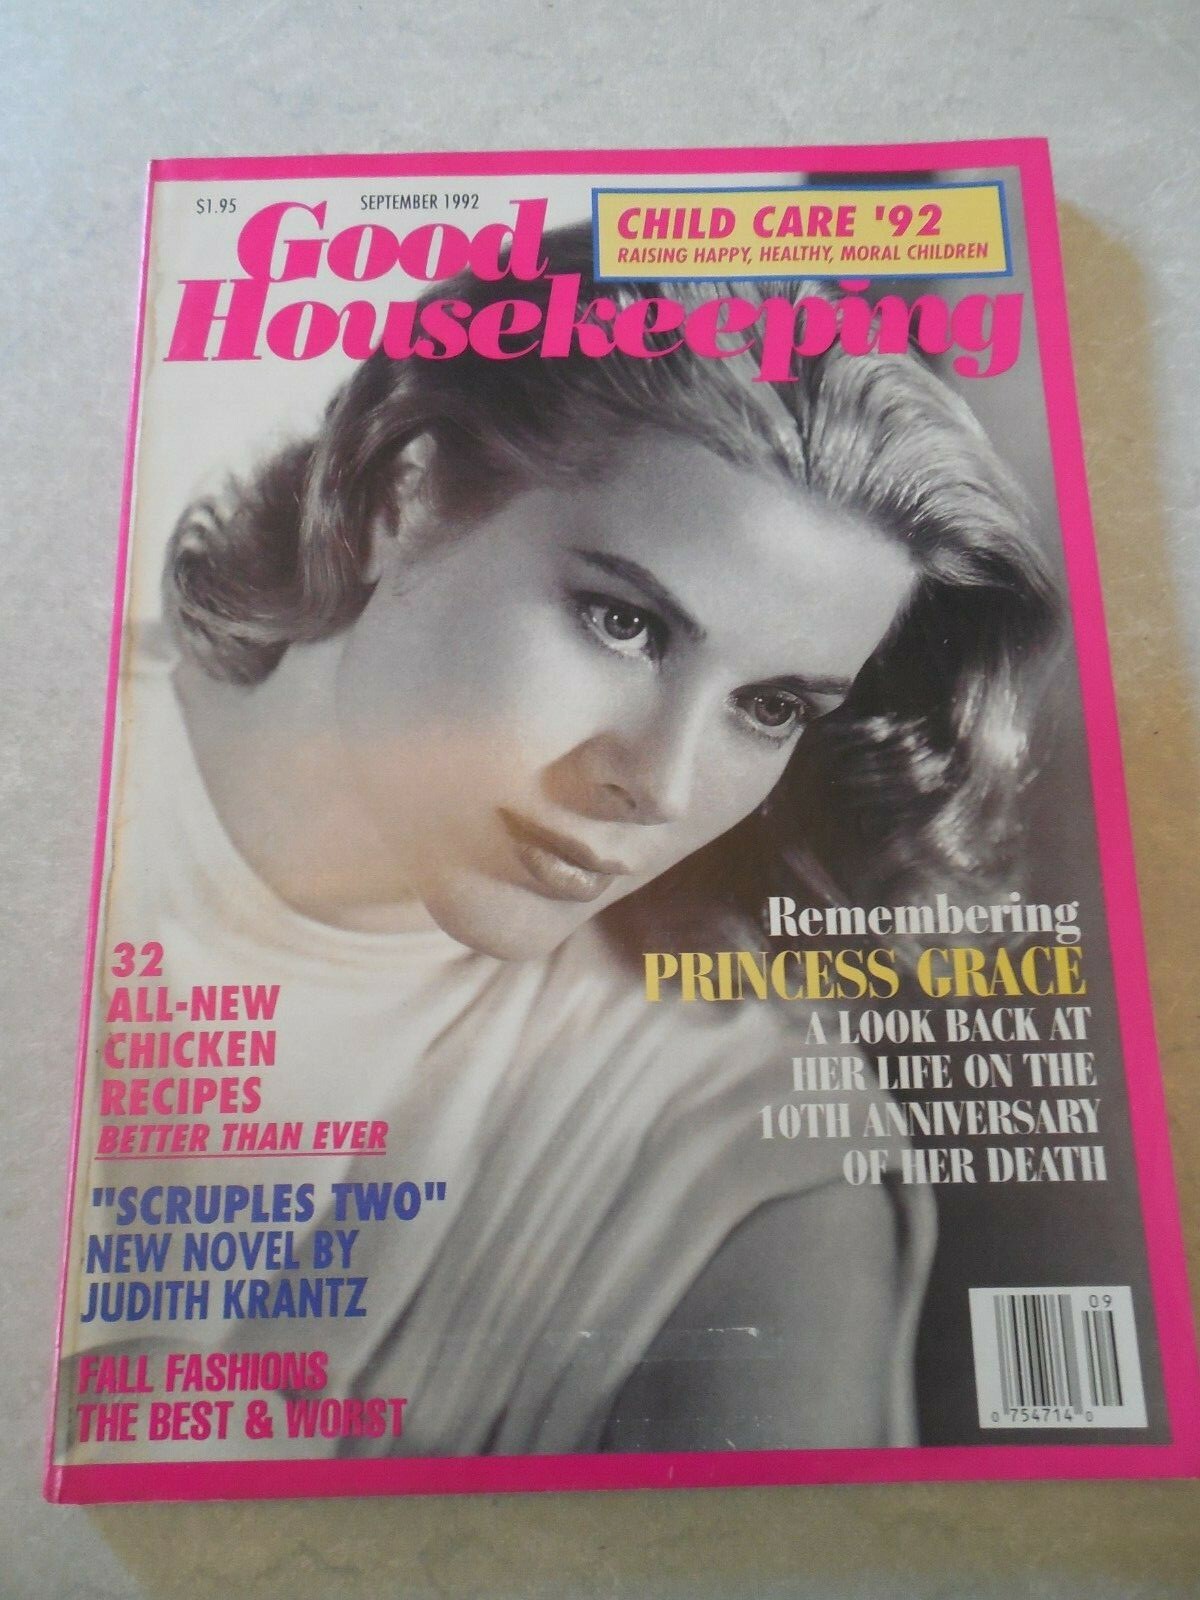 $1.95
SEPTEMBER 1992
Good
Housekeeping
CHILD CARE '92
RAISING HAPPY, HEALTHY, MORAL CHILDREN
Remembering
PRINCESS GRACE
A LOOK BACK AT
HER LIFE ON THE
10TH ANNIVERSARY
OF HER DEATH
32
ALL-NEW
CHICKEN
RECIPES
BETTER THAN EVER
"SCRUPLES TWO"
NEW NOVEL BY
JUDITH KRANTZ
FALL FASHIONS
THE BEST & WORST
09
0 754714 0